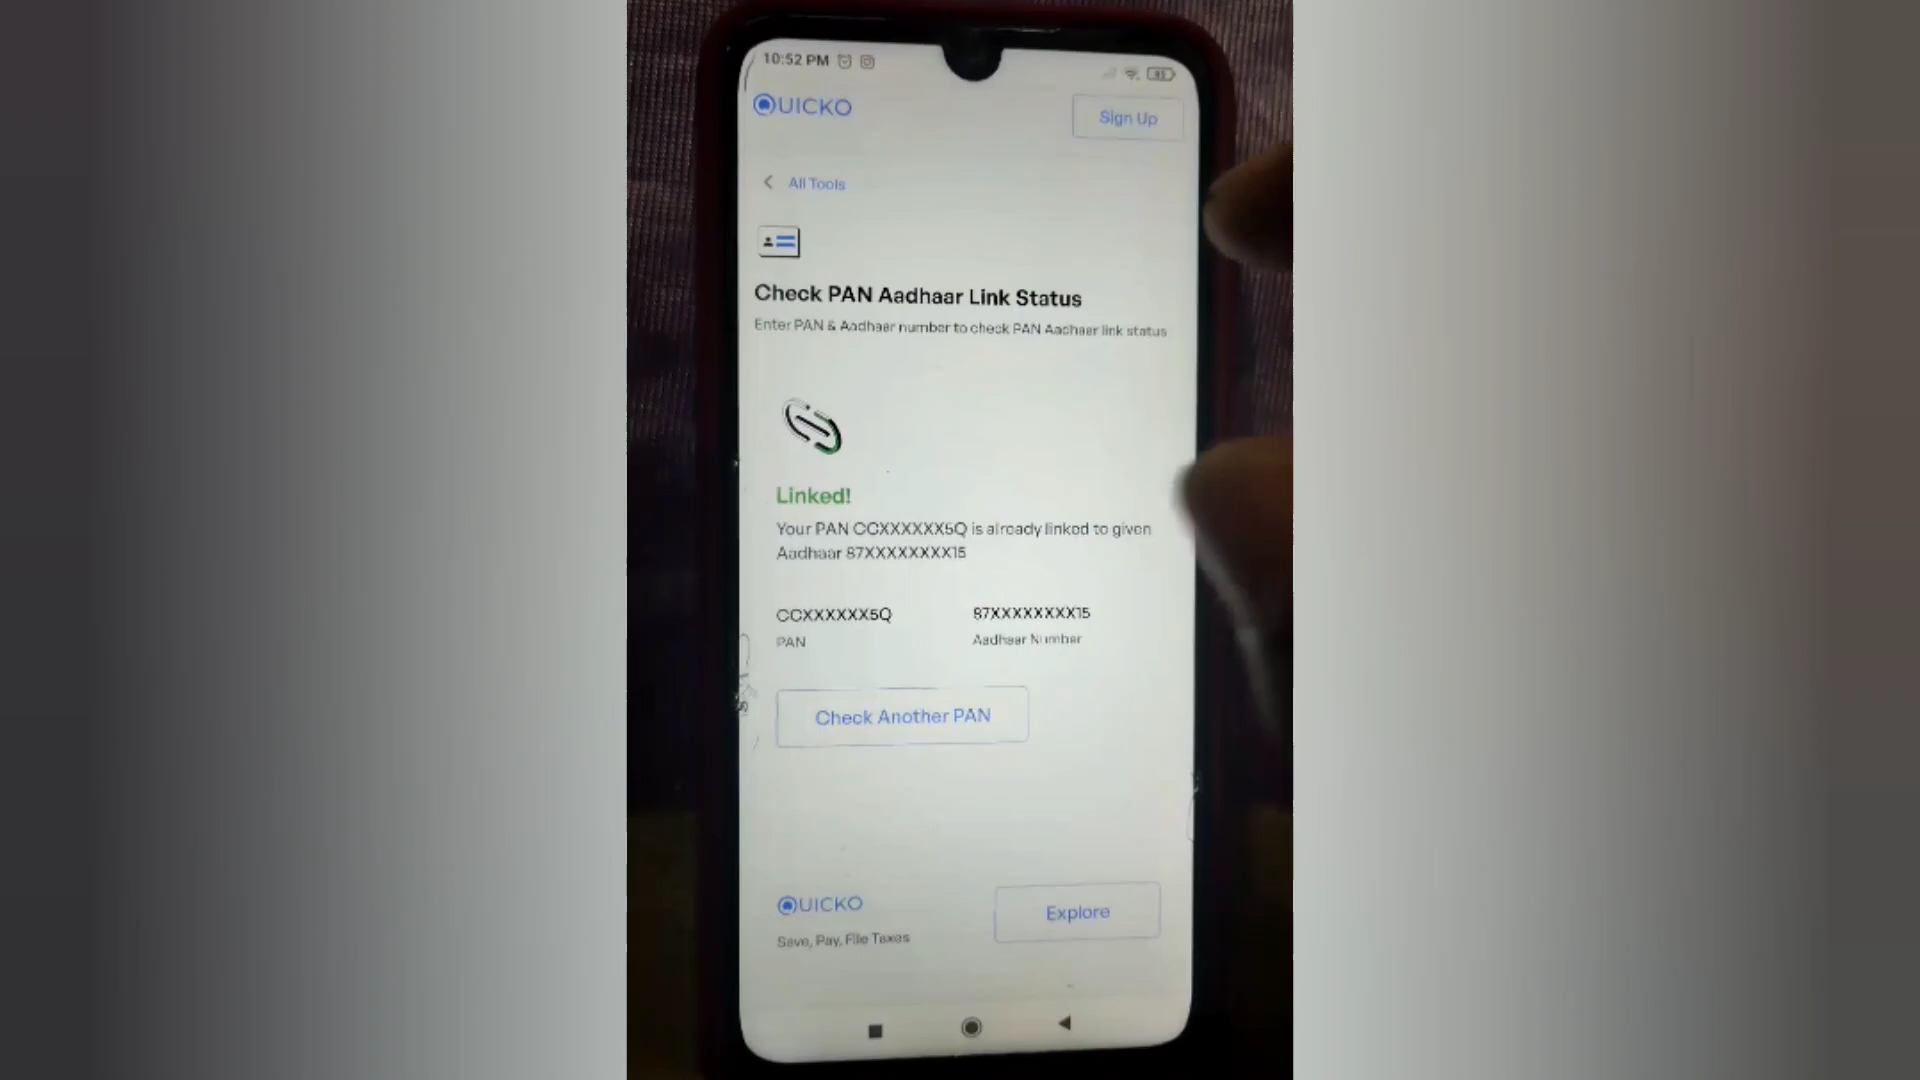 10:52 PM
QUICKO
Sign Up
All Tools
Check PAN Aadhaar Link Status
Enter PAN & Aadhaar number to check PAN Aadhaar link status
Linked!
Your PAN CCXXXXXX5Q is already linked to given
Aadhaar 87XXXXXXXX15
CCXXXXXX5Q 87XXXXXXXX15
PAN Aadhaar Number
Check Another PAN
QUICKO
Explore
Save, Pay, File Taxes